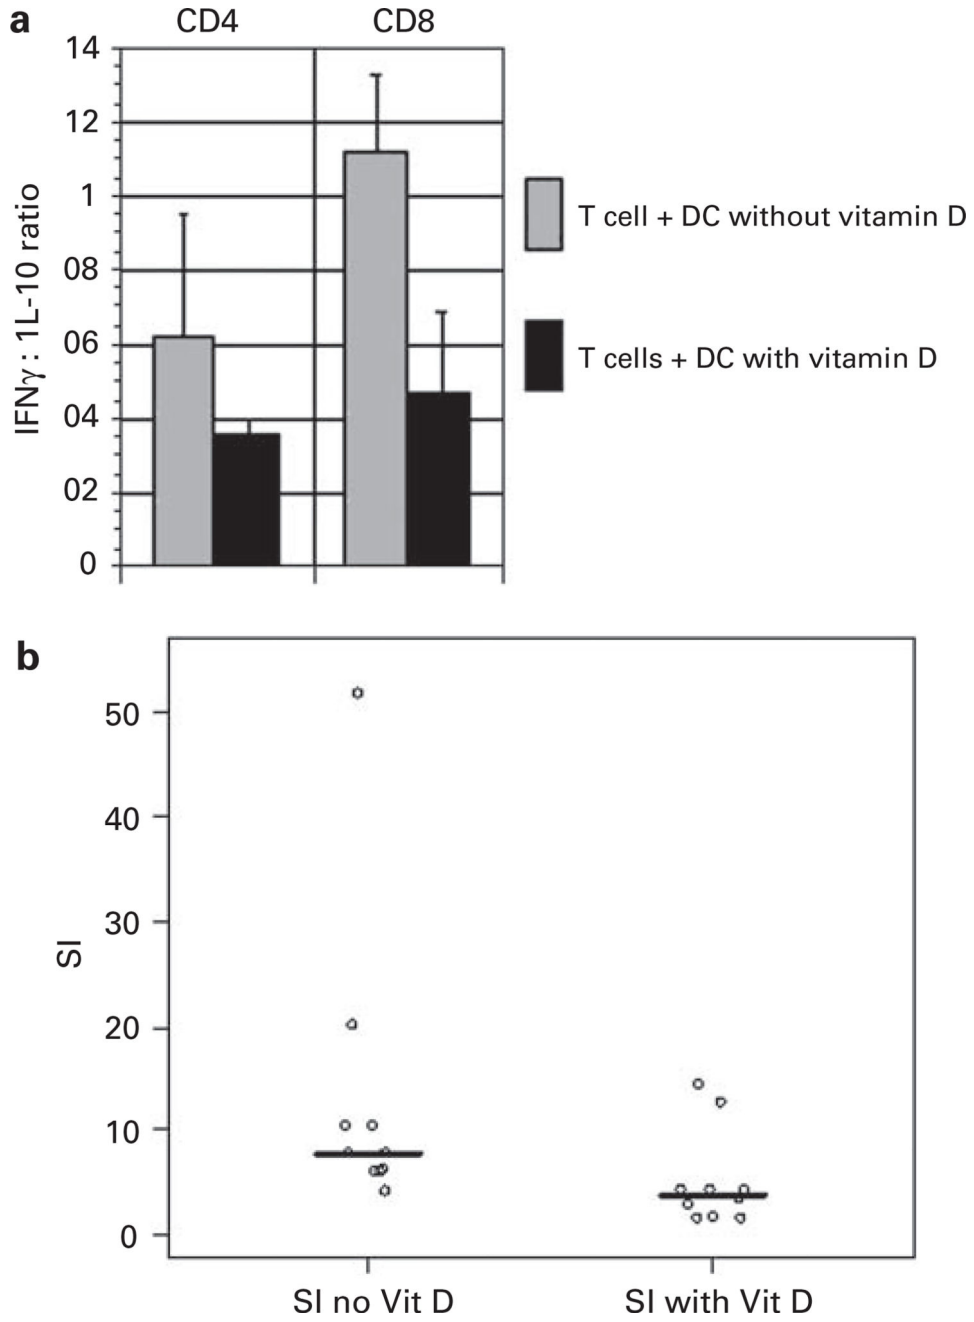 a
CD4 CD8
14
12
1
08
06
04
02
0
IFNγ : 1L-10 ratio
T cell + DC without vitamin D
T cells + DC with vitamin D
b
50
40
30
20
10
0
SI
SI no Vit D SI with Vit D